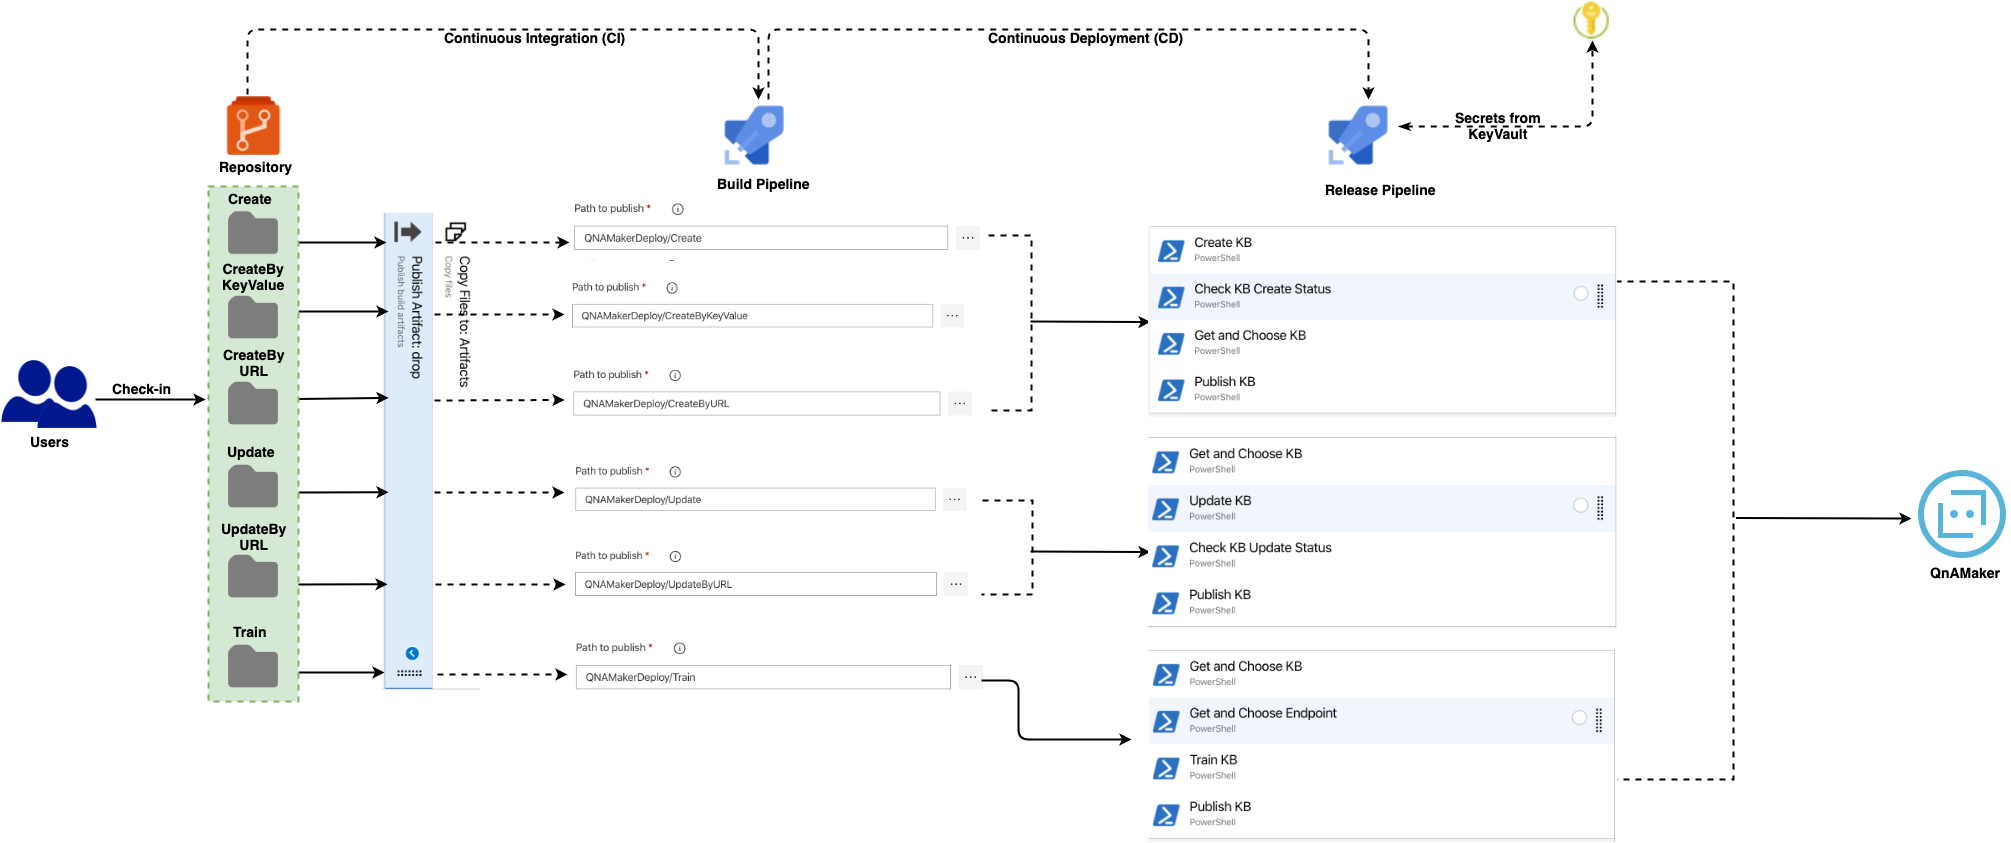 Continuous Integration (CI)
Continuous Deployment (CD)
Secrets from
KeyVault
Repository
Build Pipeline
Release Pipeline
Users
Check-in
Create
CreateBy
KeyValue
CreateBy
URL
Update
UpdateBy
URL
Train
Publish Artifact: drop
Publish build artifacts
Copy Files to: Artifacts
Copy files
Path to publish *
QNAMakerDeploy/Create
...
Path to publish *
QNAMakerDeploy/CreateByKeyValue
...
Path to publish *
QNAMakerDeploy/CreateByURL
...
Path to publish *
QNAMakerDeploy/Update
...
Path to publish *
QNAMakerDeploy/UpdateByURL
...
Path to publish *
QNAMakerDeploy/Train
...
Create KB
PowerShell
Check KB Create Status
PowerShell
Get and Choose KB
PowerShell
Publish KB
PowerShell
Get and Choose KB
PowerShell
Update KB
PowerShell
Check KB Update Status
PowerShell
Publish KB
PowerShell
Get and Choose KB
PowerShell
Get and Choose Endpoint
PowerShell
Train KB
PowerShell
Publish KB
PowerShell
QnAMaker